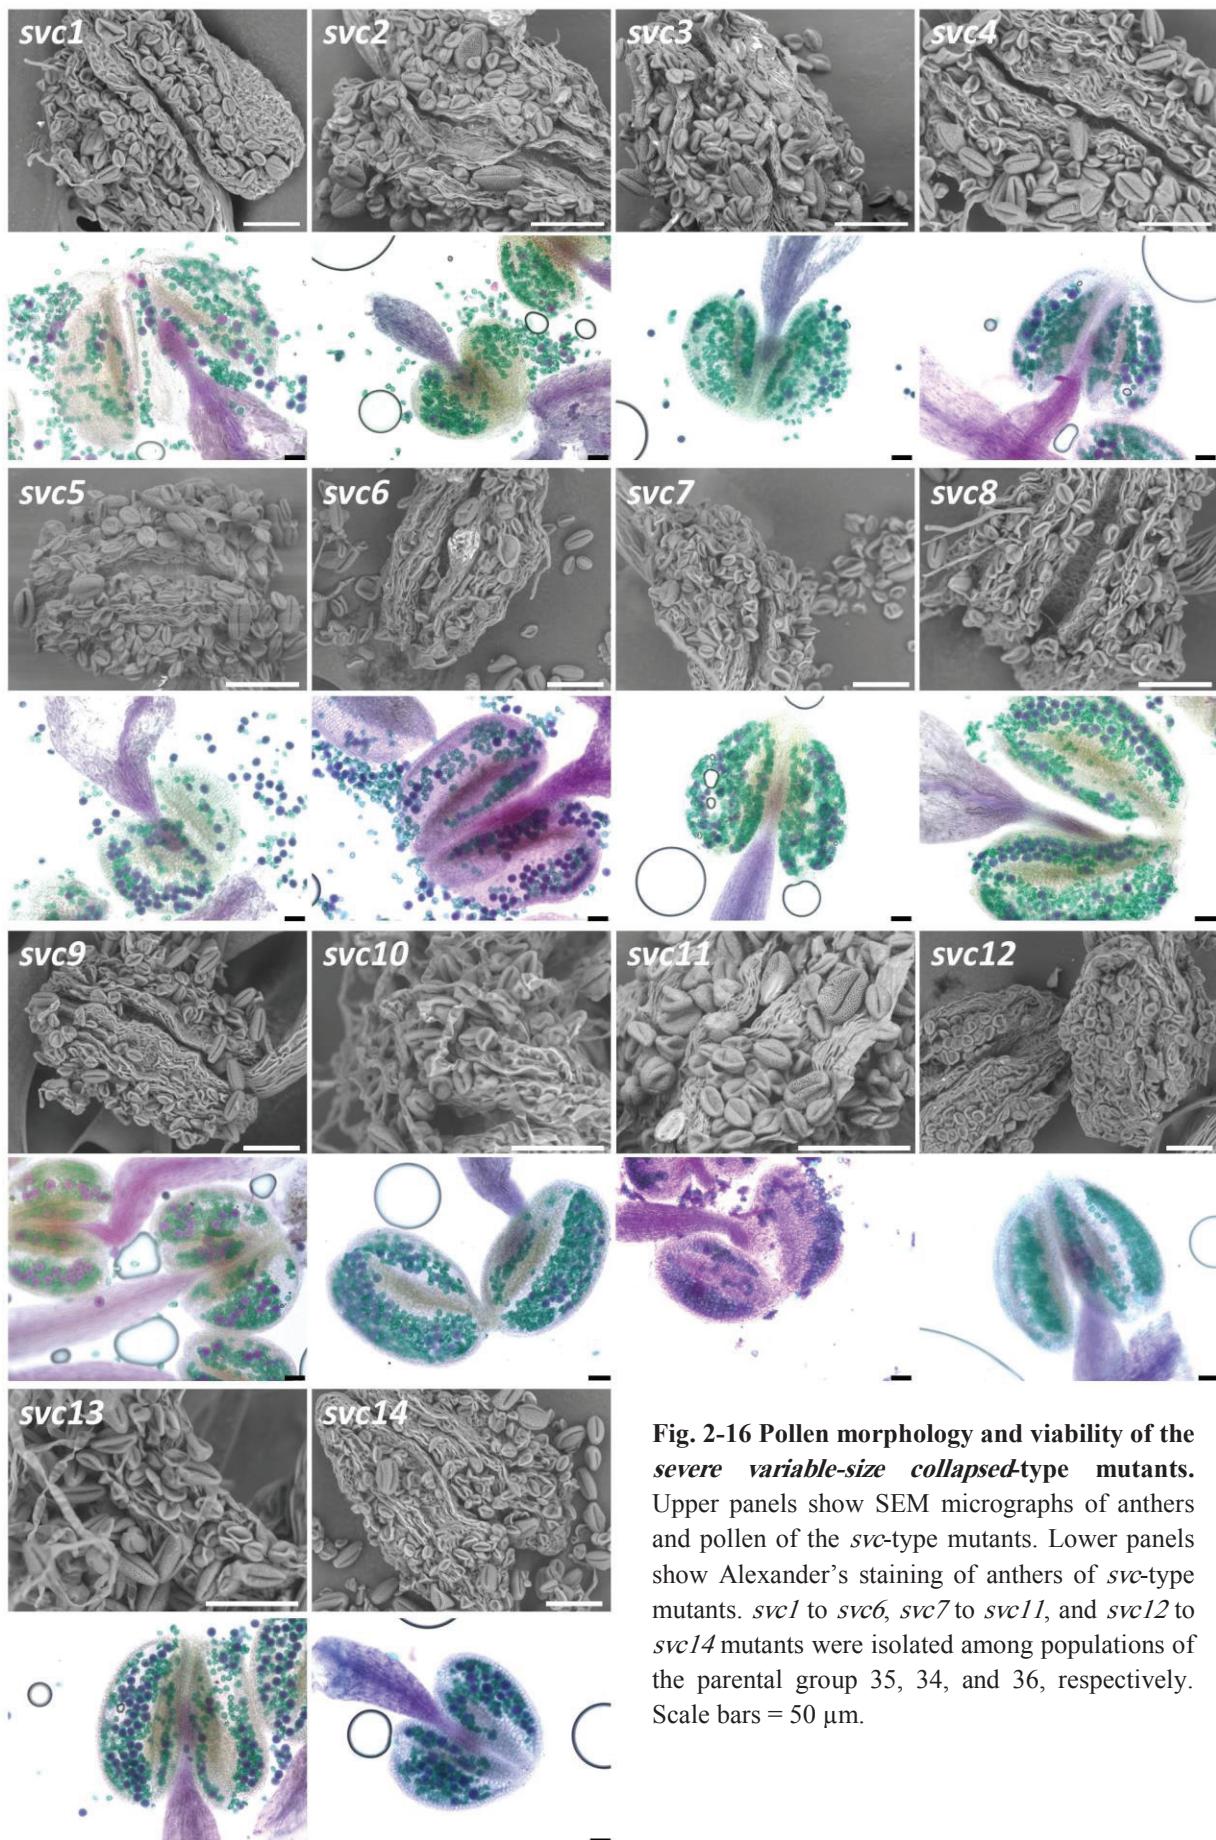 svc1
svc2
svc3
svc4
svc5
svc6
svc7
svc8
svc9
svc10
svc11
svc12
svc13
svc14
Fig. 2-16 Pollen morphology and viability of the
severe variable-size collapsed-type mutants.
Upper panels show SEM micrographs of anthers
and pollen of the svc-type mutants. Lower panels
show Alexander's staining of anthers of svc-type
mutants. svc1 to svc6, svc7 to svc11, and svc12 to
svc14 mutants were isolated among populations of
the parental group 35, 34, and 36, respectively.
Scale bars = 50 µm.